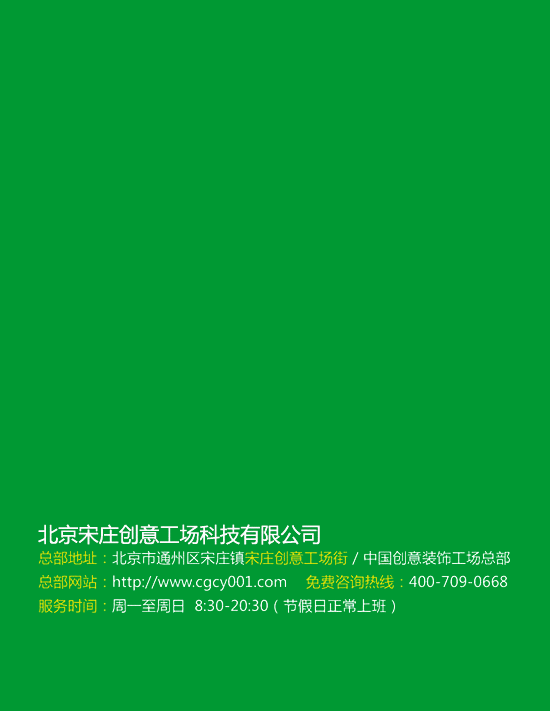 北京宋庄创意工场科技有限公司
总部地址：北京市通州区宋庄镇宋庄创意工场街 / 中国创意装饰工场总部
总部网站：http://www.cgcy001.com 免费咨询热线：400-709-0668
服务时间：周一至周日 8:30-20:30（节假日正常上班）